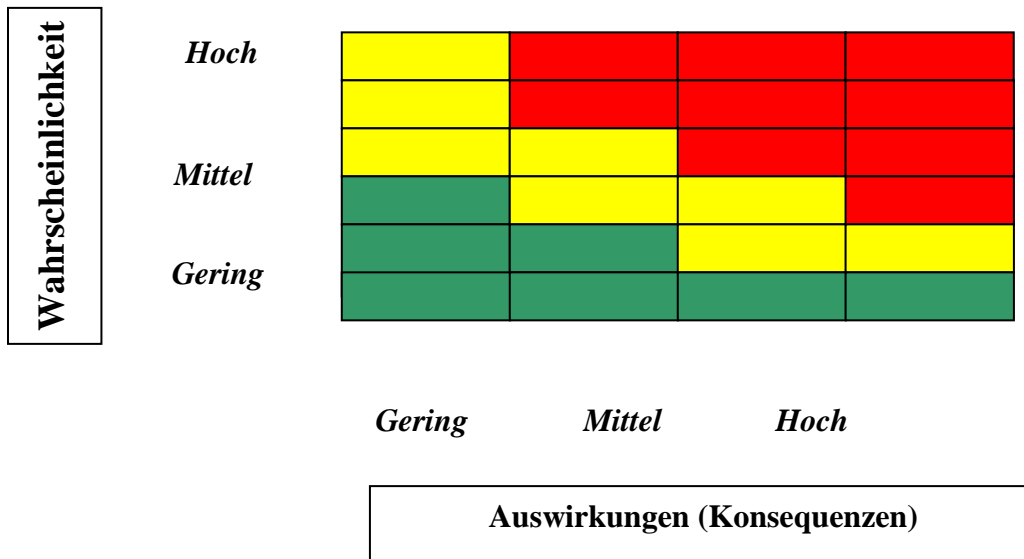 Wahrscheinlichkeit
Hoch
Mittel
Gering
Gering Mittel Hoch
Auswirkungen (Konsequenzen)